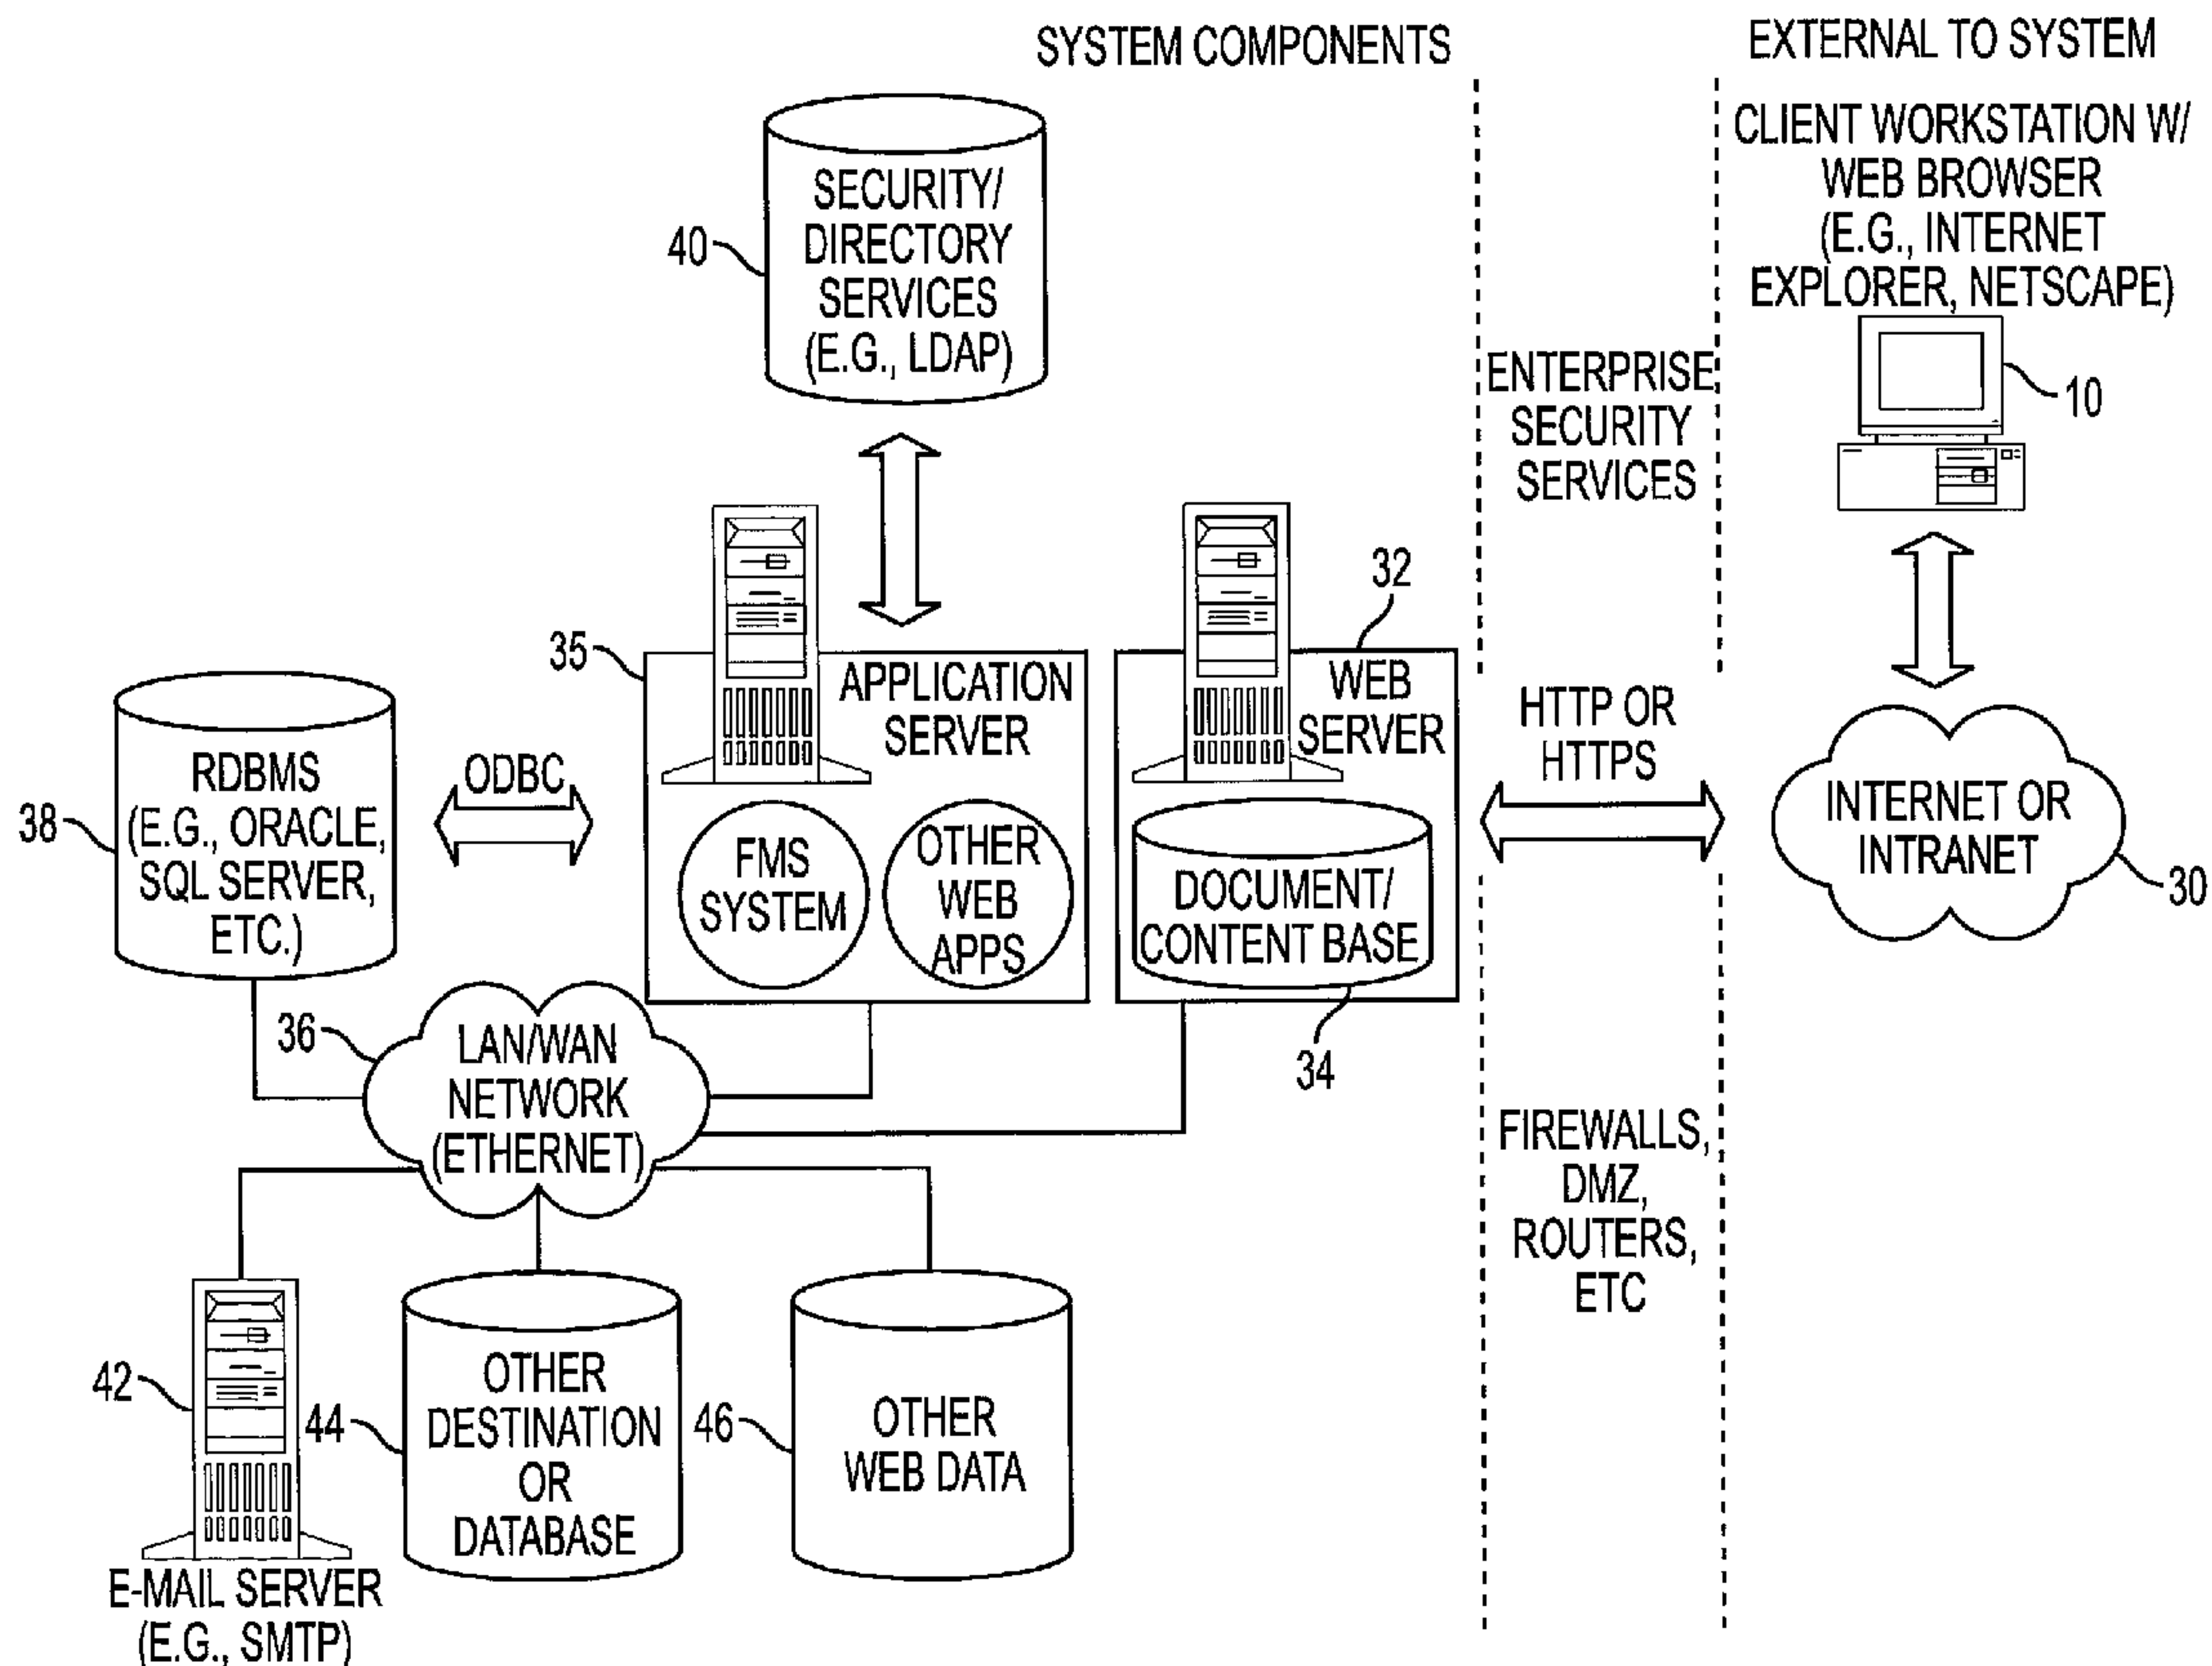 SYSTEM COMPONENTS
EXTERNAL TO SYSTEM
CLIENT WORKSTATION W/
WEB BROWSER
(E.G., INTERNET
EXPLORER, NETSCAPE)
10
SECURITY/
DIRECTORY
SERVICES
(E.G., LDAP)
40
ENTERPRISE
SECURITY
SERVICES
35
APPLICATION
SERVER
FMS
SYSTEM
OTHER
WEB
APPS
32
WEB
SERVER
DOCUMENT/
CONTENT BASE
34
HTTP OR
HTTPS
INTERNET OR
INTRANET
30
RDBMS
(E.G., ORACLE,
SQL SERVER,
ETC.)
38
ODBC
36
LAN/WAN
NETWORK
(ETHERNET)
FIREWALLS,
DMZ,
ROUTERS,
ETC
42
E-MAIL SERVER
(E.G., SMTP)
44
OTHER
DESTINATION
OR
DATABASE
46
OTHER
WEB DATA